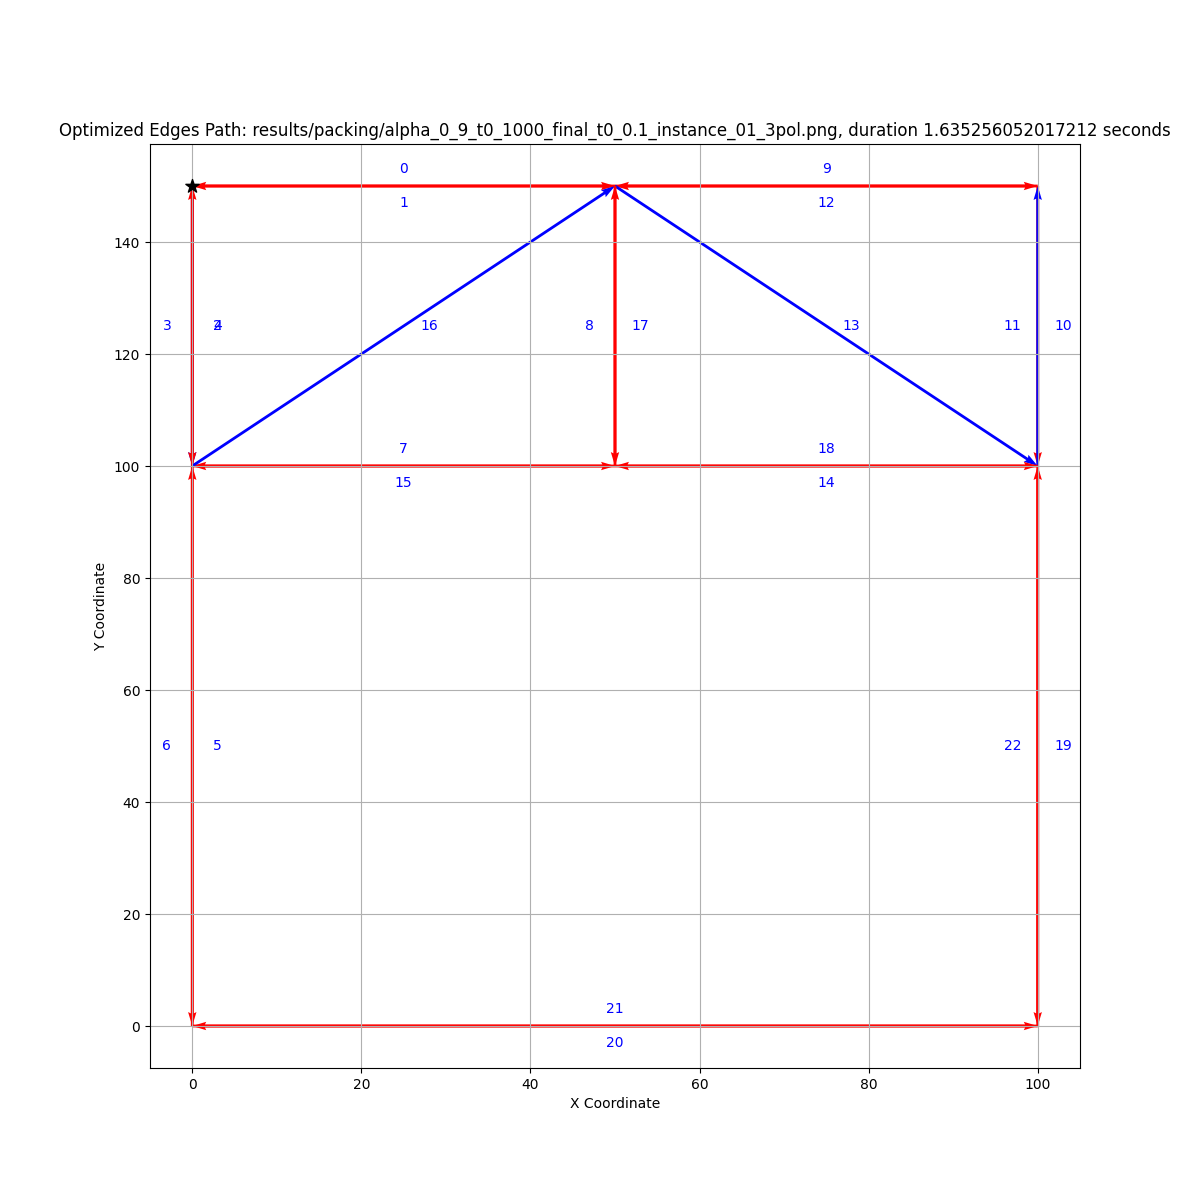 Optimized Edges Path: results/packing/alpha_0_9_t0_1000_final_t0_0.1_instance_01_3pol.png, duration 1.635256052017212 seconds
0 9
1 12
140
3 2 4 16 8 17 13 11 10
120
7 18
100
15 14
80
Y Coordinate
60
6 5 22 19
40
20
21
0
20
0 20 40 60 80 100
X Coordinate